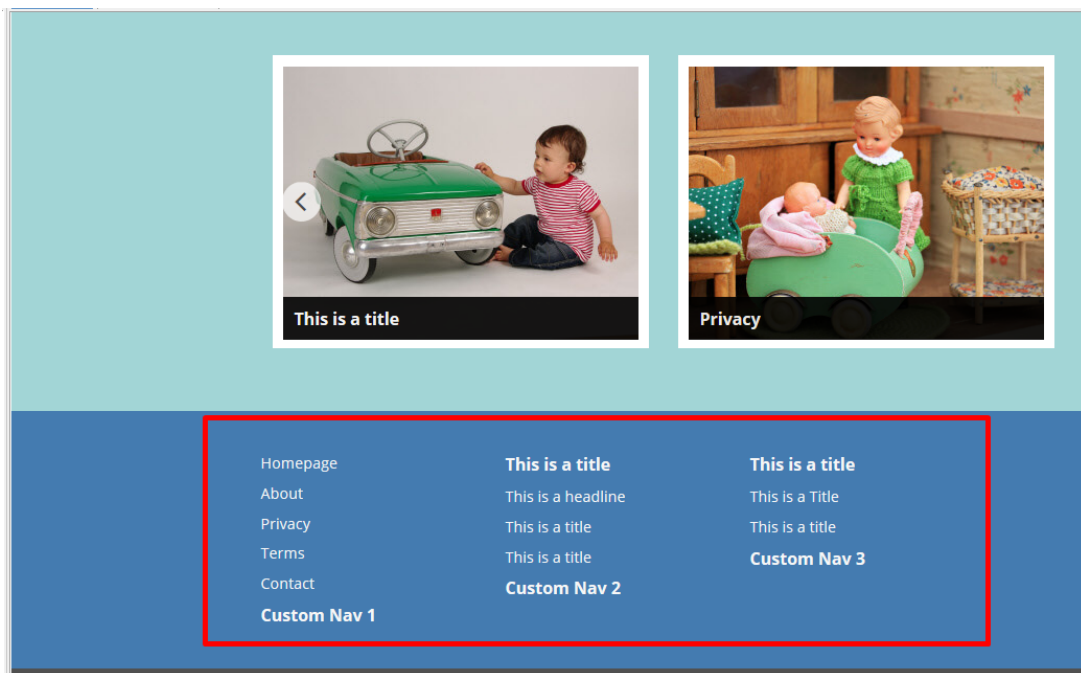 This is a title
Privacy
Homepage
About
Privacy
Terms
Contact
Custom Nav 1
This is a title
This is a headline
This is a title
This is a title
Custom Nav 2
This is a title
This is a Title
This is a title
Custom Nav 3